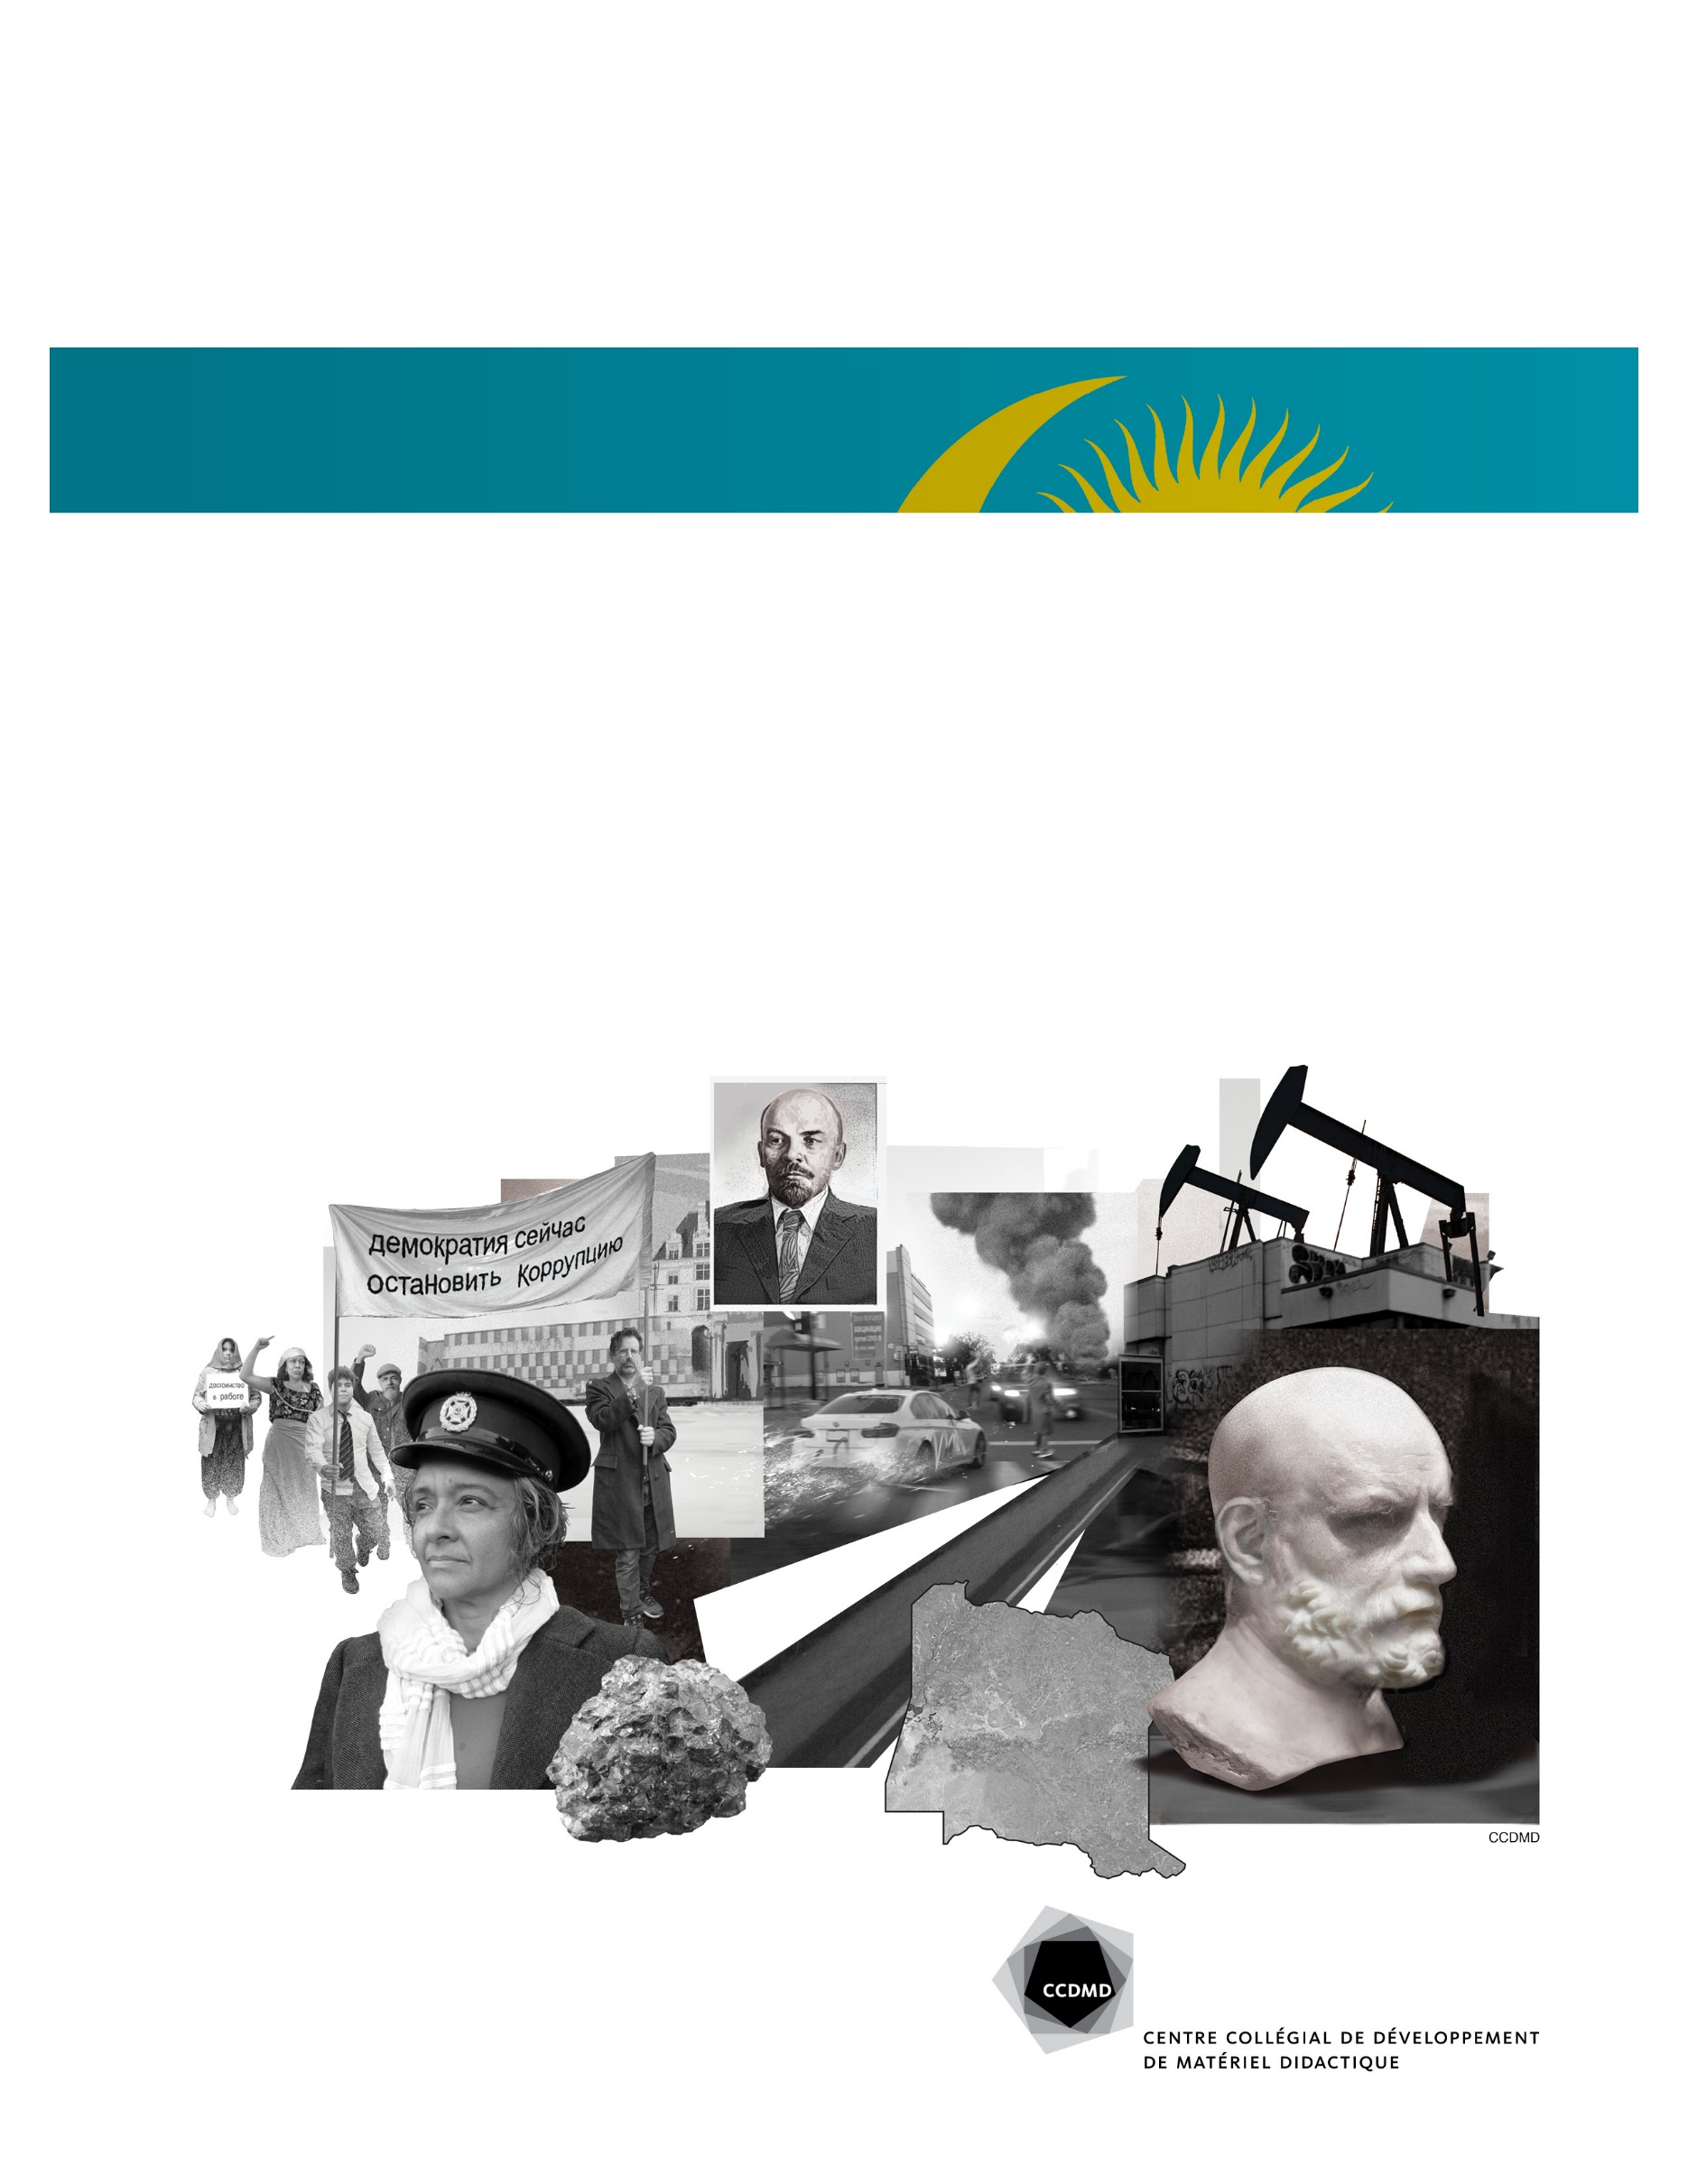 демократия сейчас
остановить Коррупцию
достоинство
в работе
CCDMD
CCDMD
CENTRE COLLÉGIAL DE DÉVELOPPEMENT
DE MATÉRIEL DIDACTIQUE